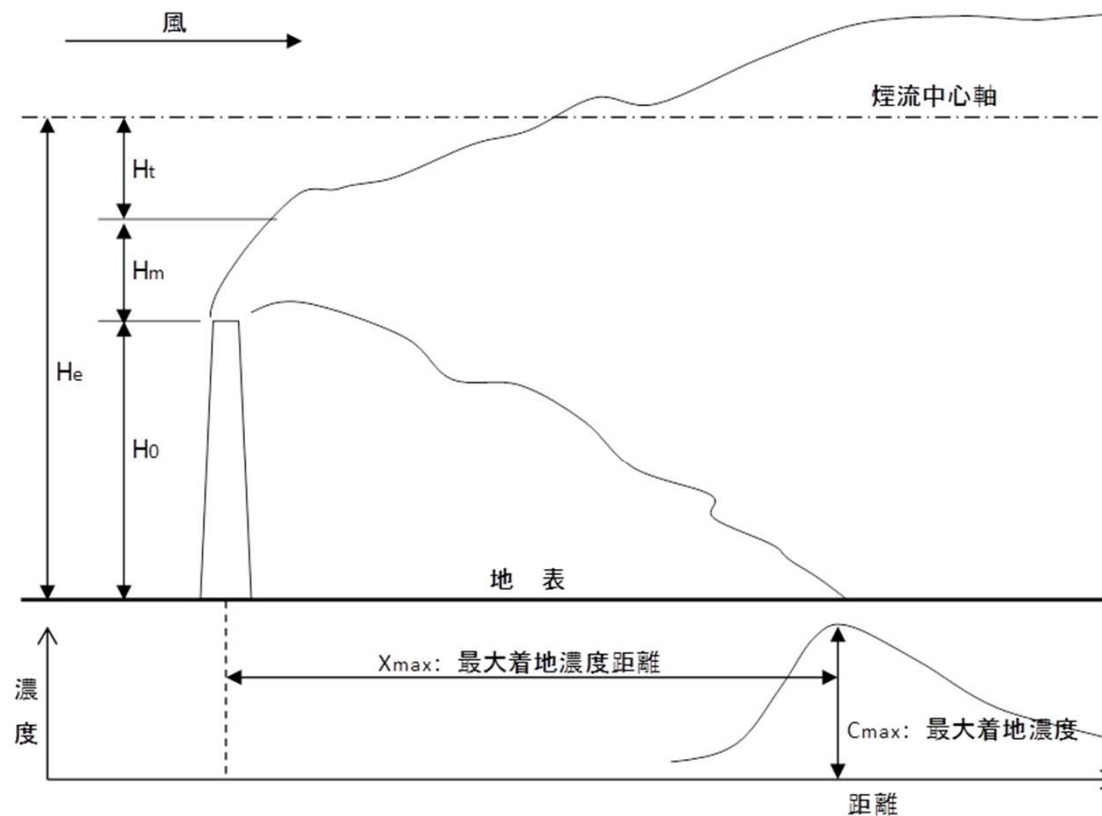 風
煙流中心軸
Ht
Hm
He
H0
地 表
Xmax: 最大着地濃度距離
濃度
Cmax: 最大着地濃度
距離